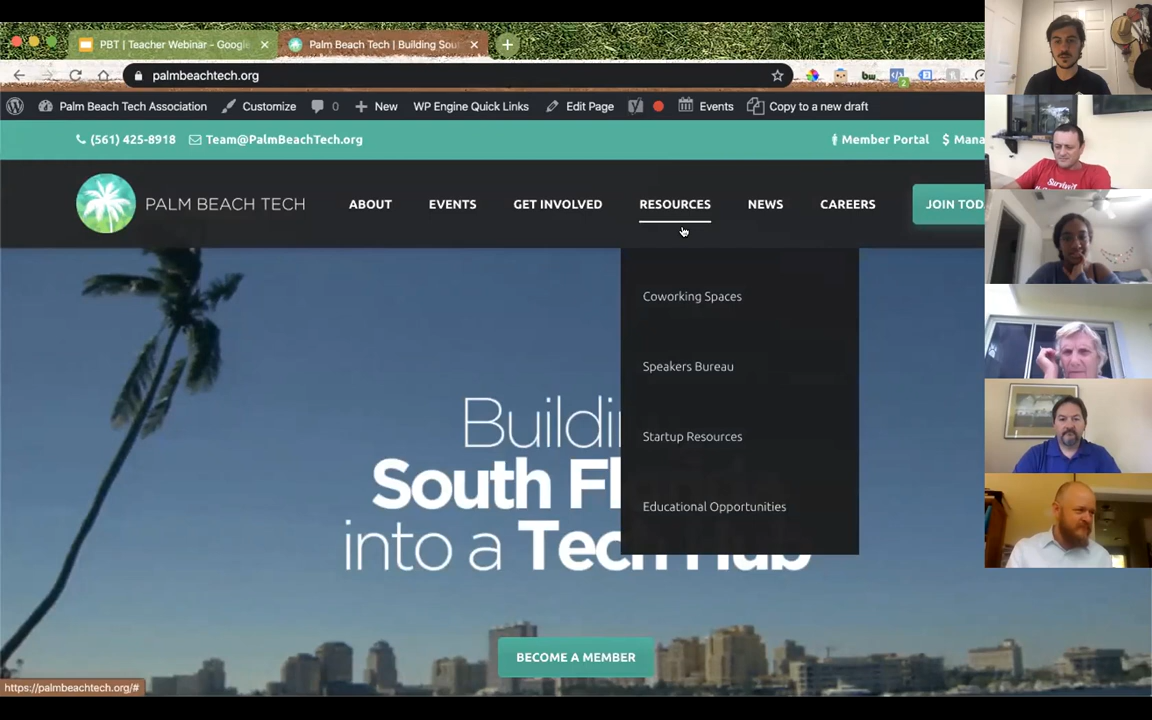 PBT | Teacher Webinar - Google
Palm Beach Tech | Building Sou
palmbeachtech.org
Palm Beach Tech Association
Customize
0
New
WP Engine Quick Links
Edit Page
Events
Copy to a new draft
(561) 425-8918
Team@PalmBeachTech.org
Member Portal
$ Mana
PALM BEACH TECH
ABOUT
EVENTS
GET INVOLVED
RESOURCES
NEWS
CAREERS
JOIN TOD
Coworking Spaces
Speakers Bureau
Startup Resources
Educational Opportunities
Buildi
South Fl
into a Tech Hub
BECOME A MEMBER
https://palmbeachtech.org/#